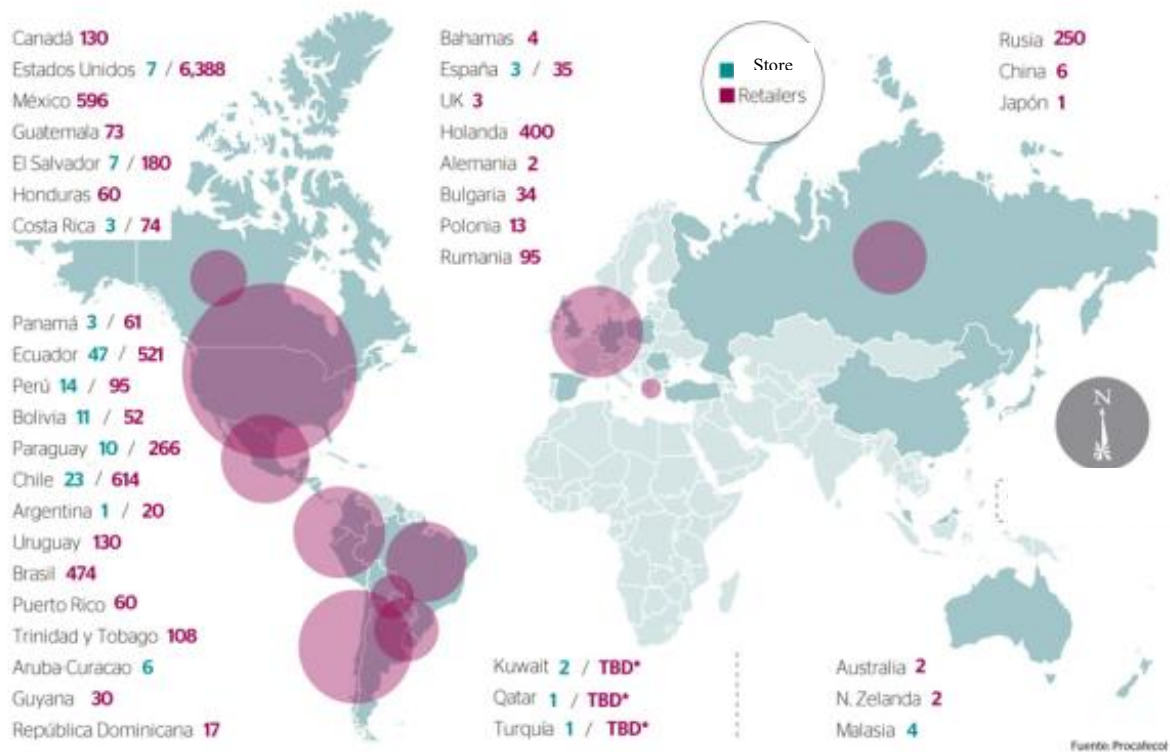 Canadá 130
Estados Unidos 7 / 6,388
México 596
Guatemala 73
El Salvador 7 / 180
Honduras 60
Costa Rica 3 / 74
Panamá 3 / 61
Ecuador 47 / 521
Perú 14 / 95
Bolivia 11 / 52
Paraguay 10 / 266
Chile 23 / 614
Argentina 1 / 20
Uruguay 130
Brasil 474
Puerto Rico 60
Trinidad y Tobago 108
Aruba-Curacao 6
Guyana 30
República Dominicana 17
Bahamas 4
España 3 / 35
UK 3
Holanda 400
Alemania 2
Bulgaria 34
Polonia 13
Rumania 95
Store
Retailers
Rusia 250
China 6
Japón 1
N
Kuwait 2 / TBD*
Qatar 1 / TBD*
Turquía 1 / TBD*
Australia 2
N. Zelanda 2
Malasia 4
Fuente: Procafecol